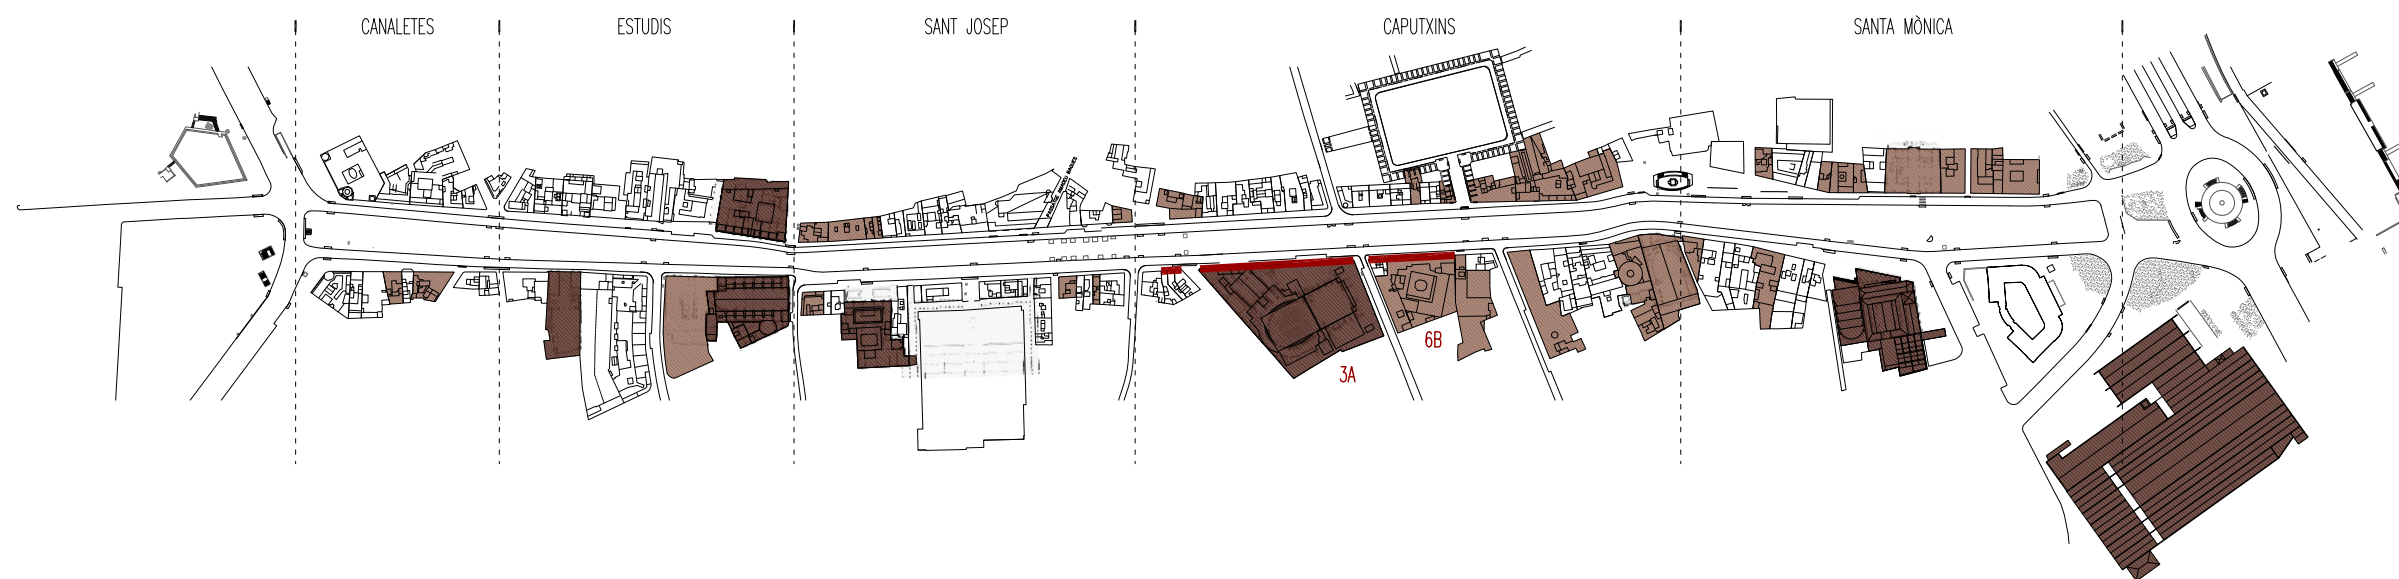 CANALETES
ESTUDIS
SANT JOSEP
CAPUTXINS
SANTA MÒNICA
6B
3A